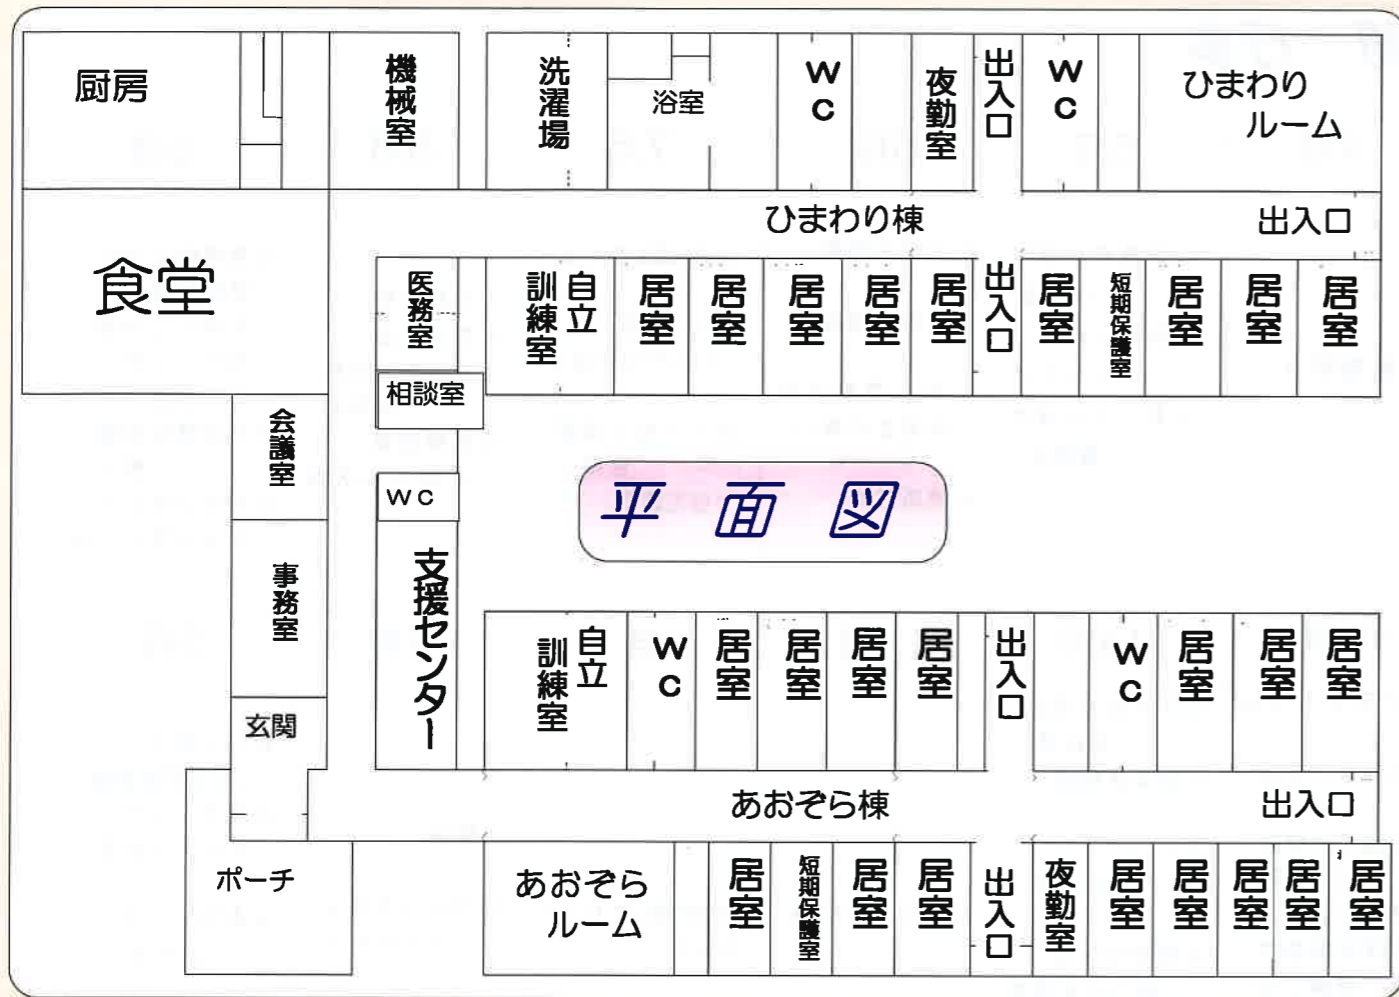 厨房
機械室
洗濯場
浴室
WC
夜勤室
出入口
WC
ひまわり
ルーム
ひまわり棟
出入口
食堂
医務室
自立
訓練室
居室
居室
居室
居室
居室
出入口
居室
短期保護室
居室
居室
居室
相談室
会議室
WC
平面図
事務室
支援センター
自立
訓練室
WC
居室
居室
居室
居室
出入口
WC
居室
居室
居室
玄関
あおぞら棟
出入口
ポーチ
あおぞら
ルーム
居室
短期保護室
居室
居室
出入口
夜勤室
居室
居室
居室
居室
居室